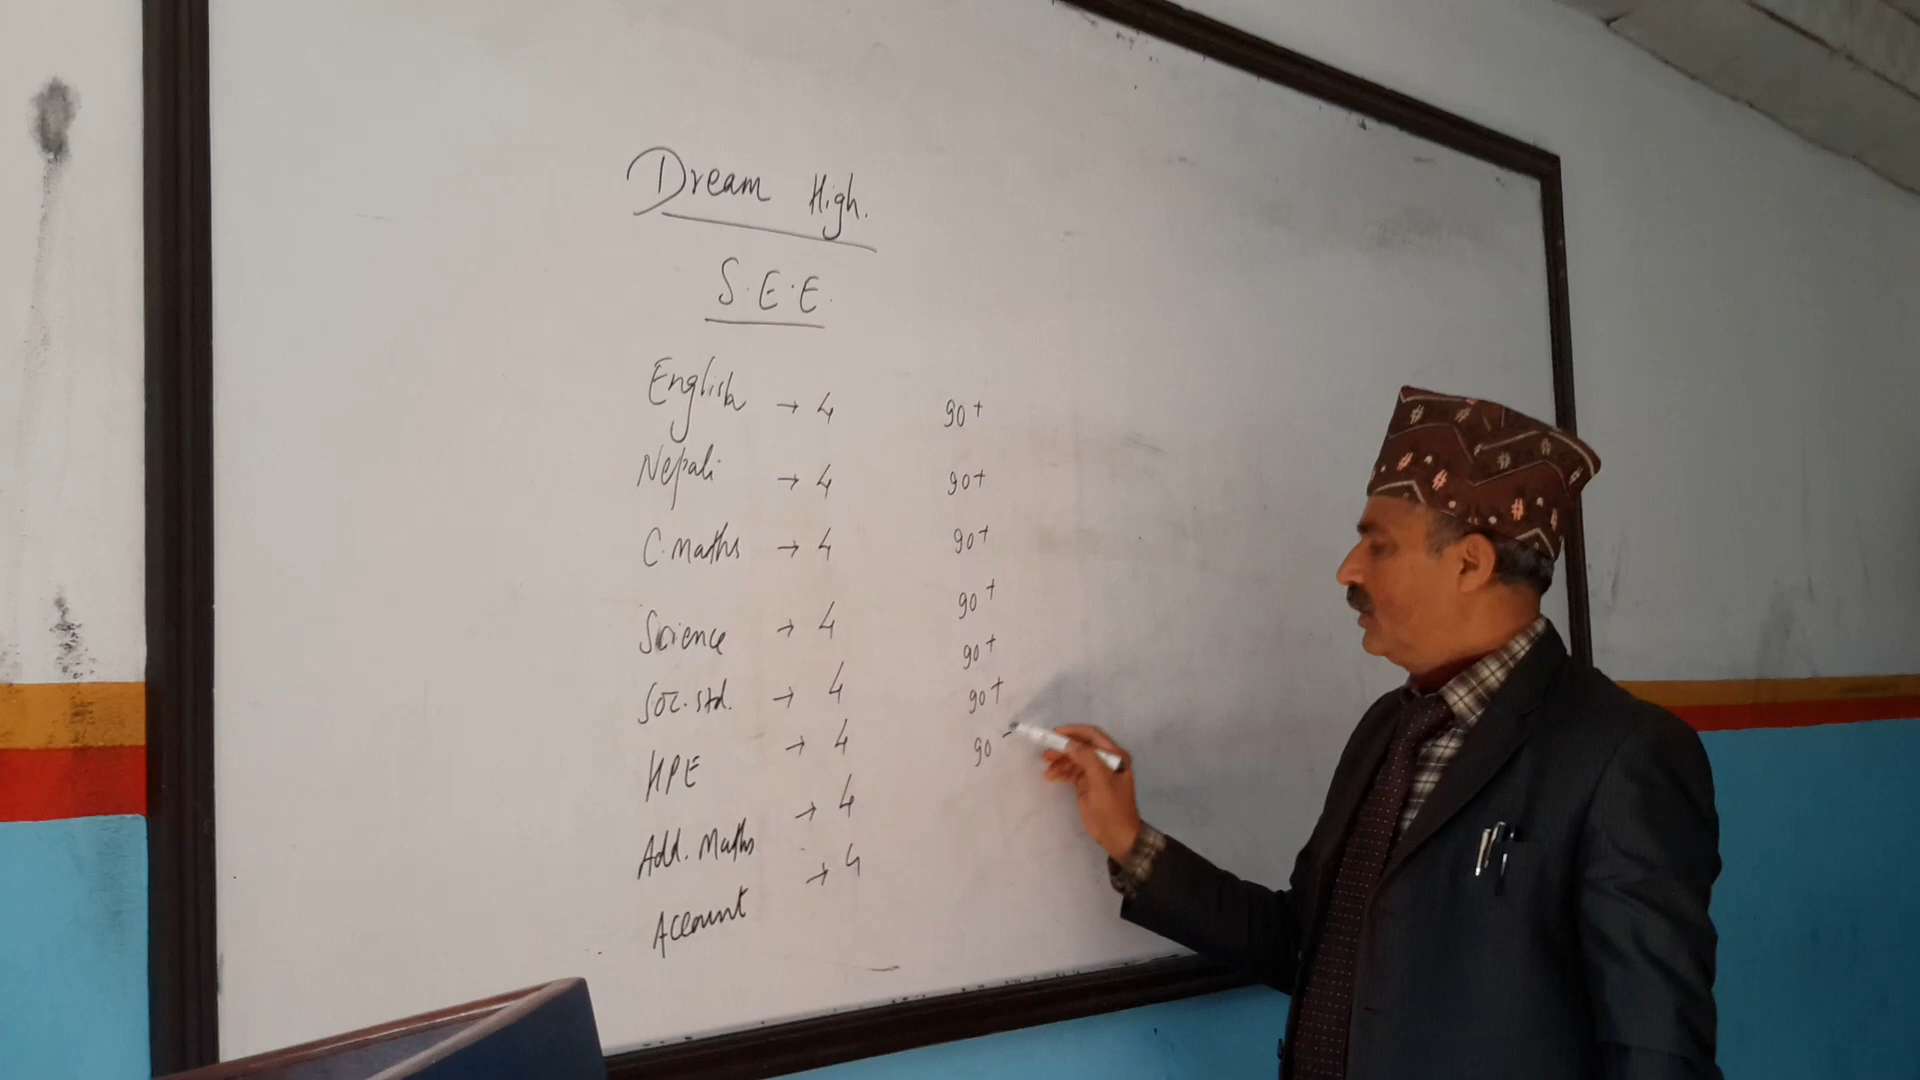 Dream High.
S.E.E.
English → 4 90+
Nepali → 4 90+
C.Maths → 4 90+
Science → 4 90+
Soc. std. → 4 90+
HPE → 4 90+
Add. Maths → 4 90-
Account → 4